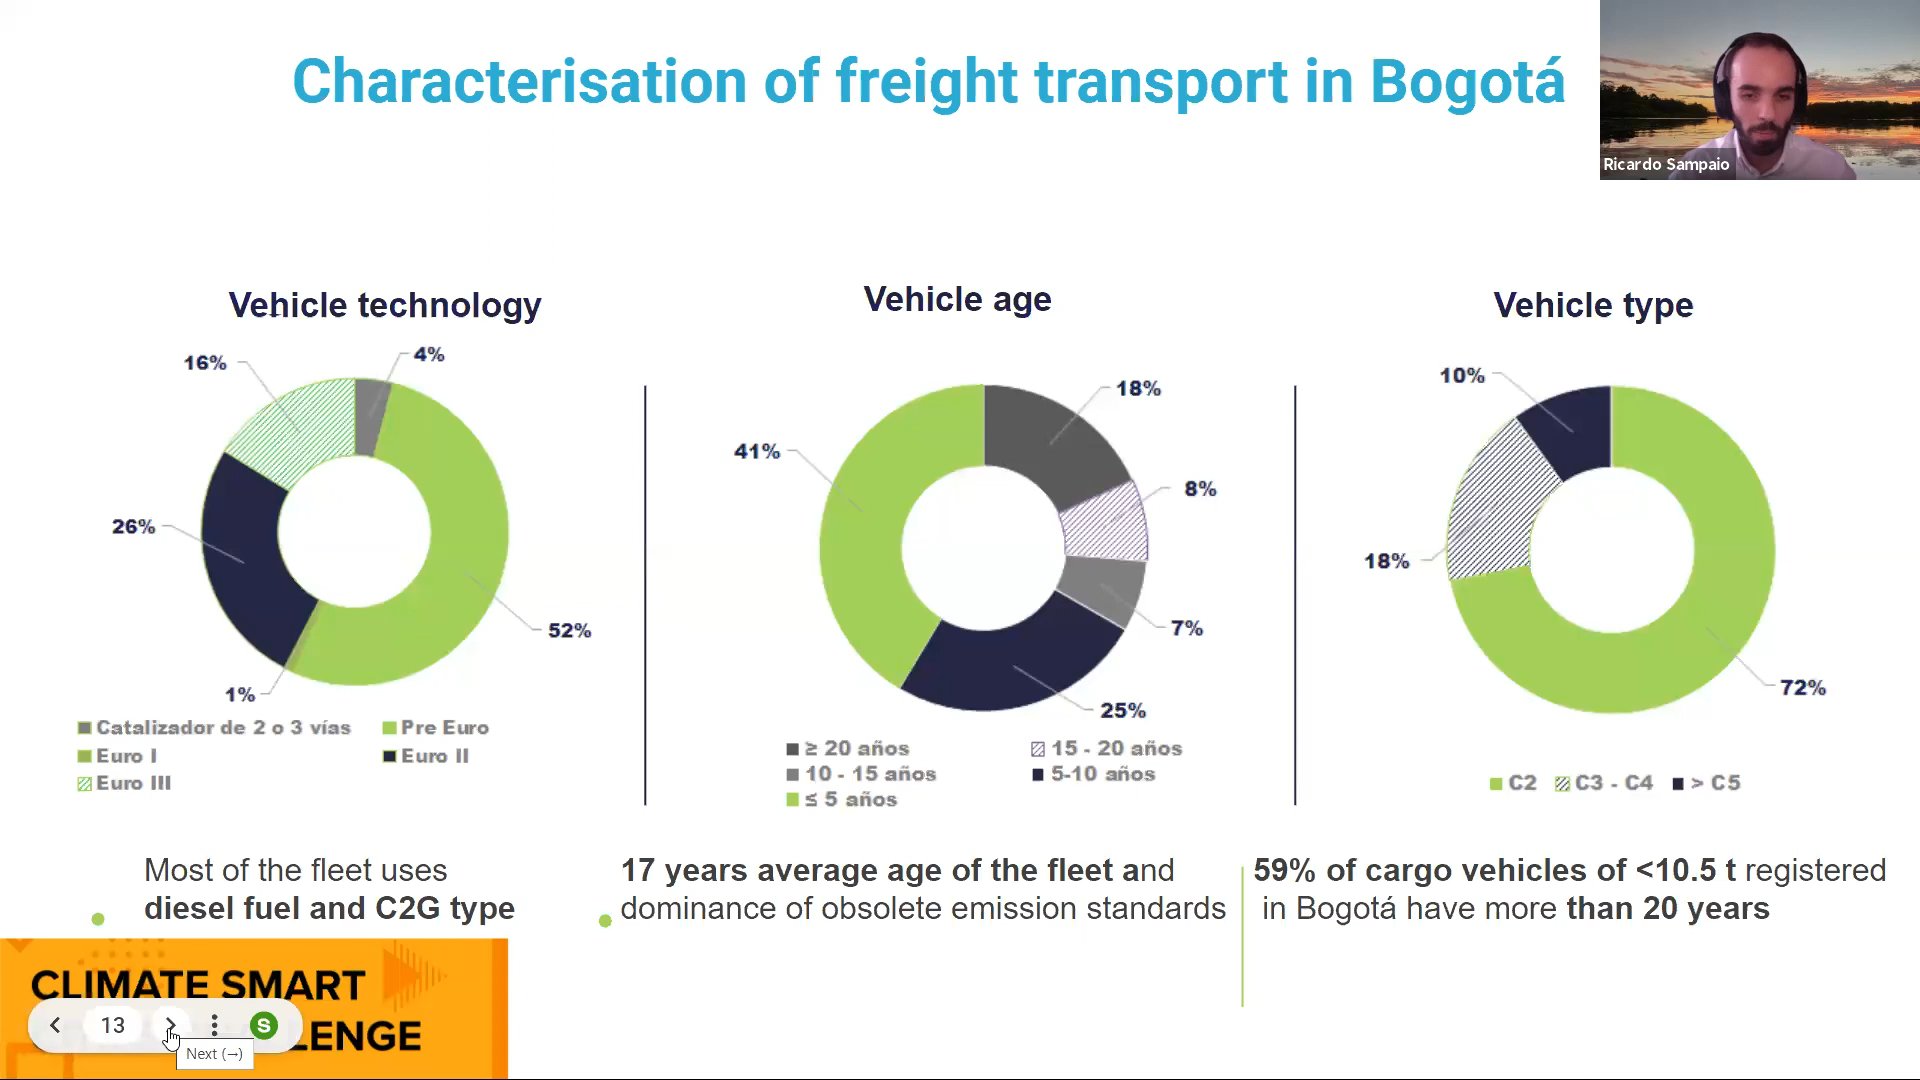 Characterisation of freight transport in Bogotá
Ricardo Sampaio
Vehicle technology
16%
4%
26%
52%
1%
Catalizador de 2 o 3 vías
Pre Euro
Euro I
Euro II
Euro III
Vehicle age
18%
41%
8%
7%
25%
≥ 20 años
15 - 20 años
10 - 15 años
5-10 años
≤ 5 años
Vehicle type
10%
18%
72%
C2
C3 - C4
> C5
Most of the fleet uses
diesel fuel and C2G type
17 years average age of the fleet and
dominance of obsolete emission standards
59% of cargo vehicles of <10.5 t registered
in Bogotá have more than 20 years
CLIMATE SMART
LENGE
13
S
Next (→)